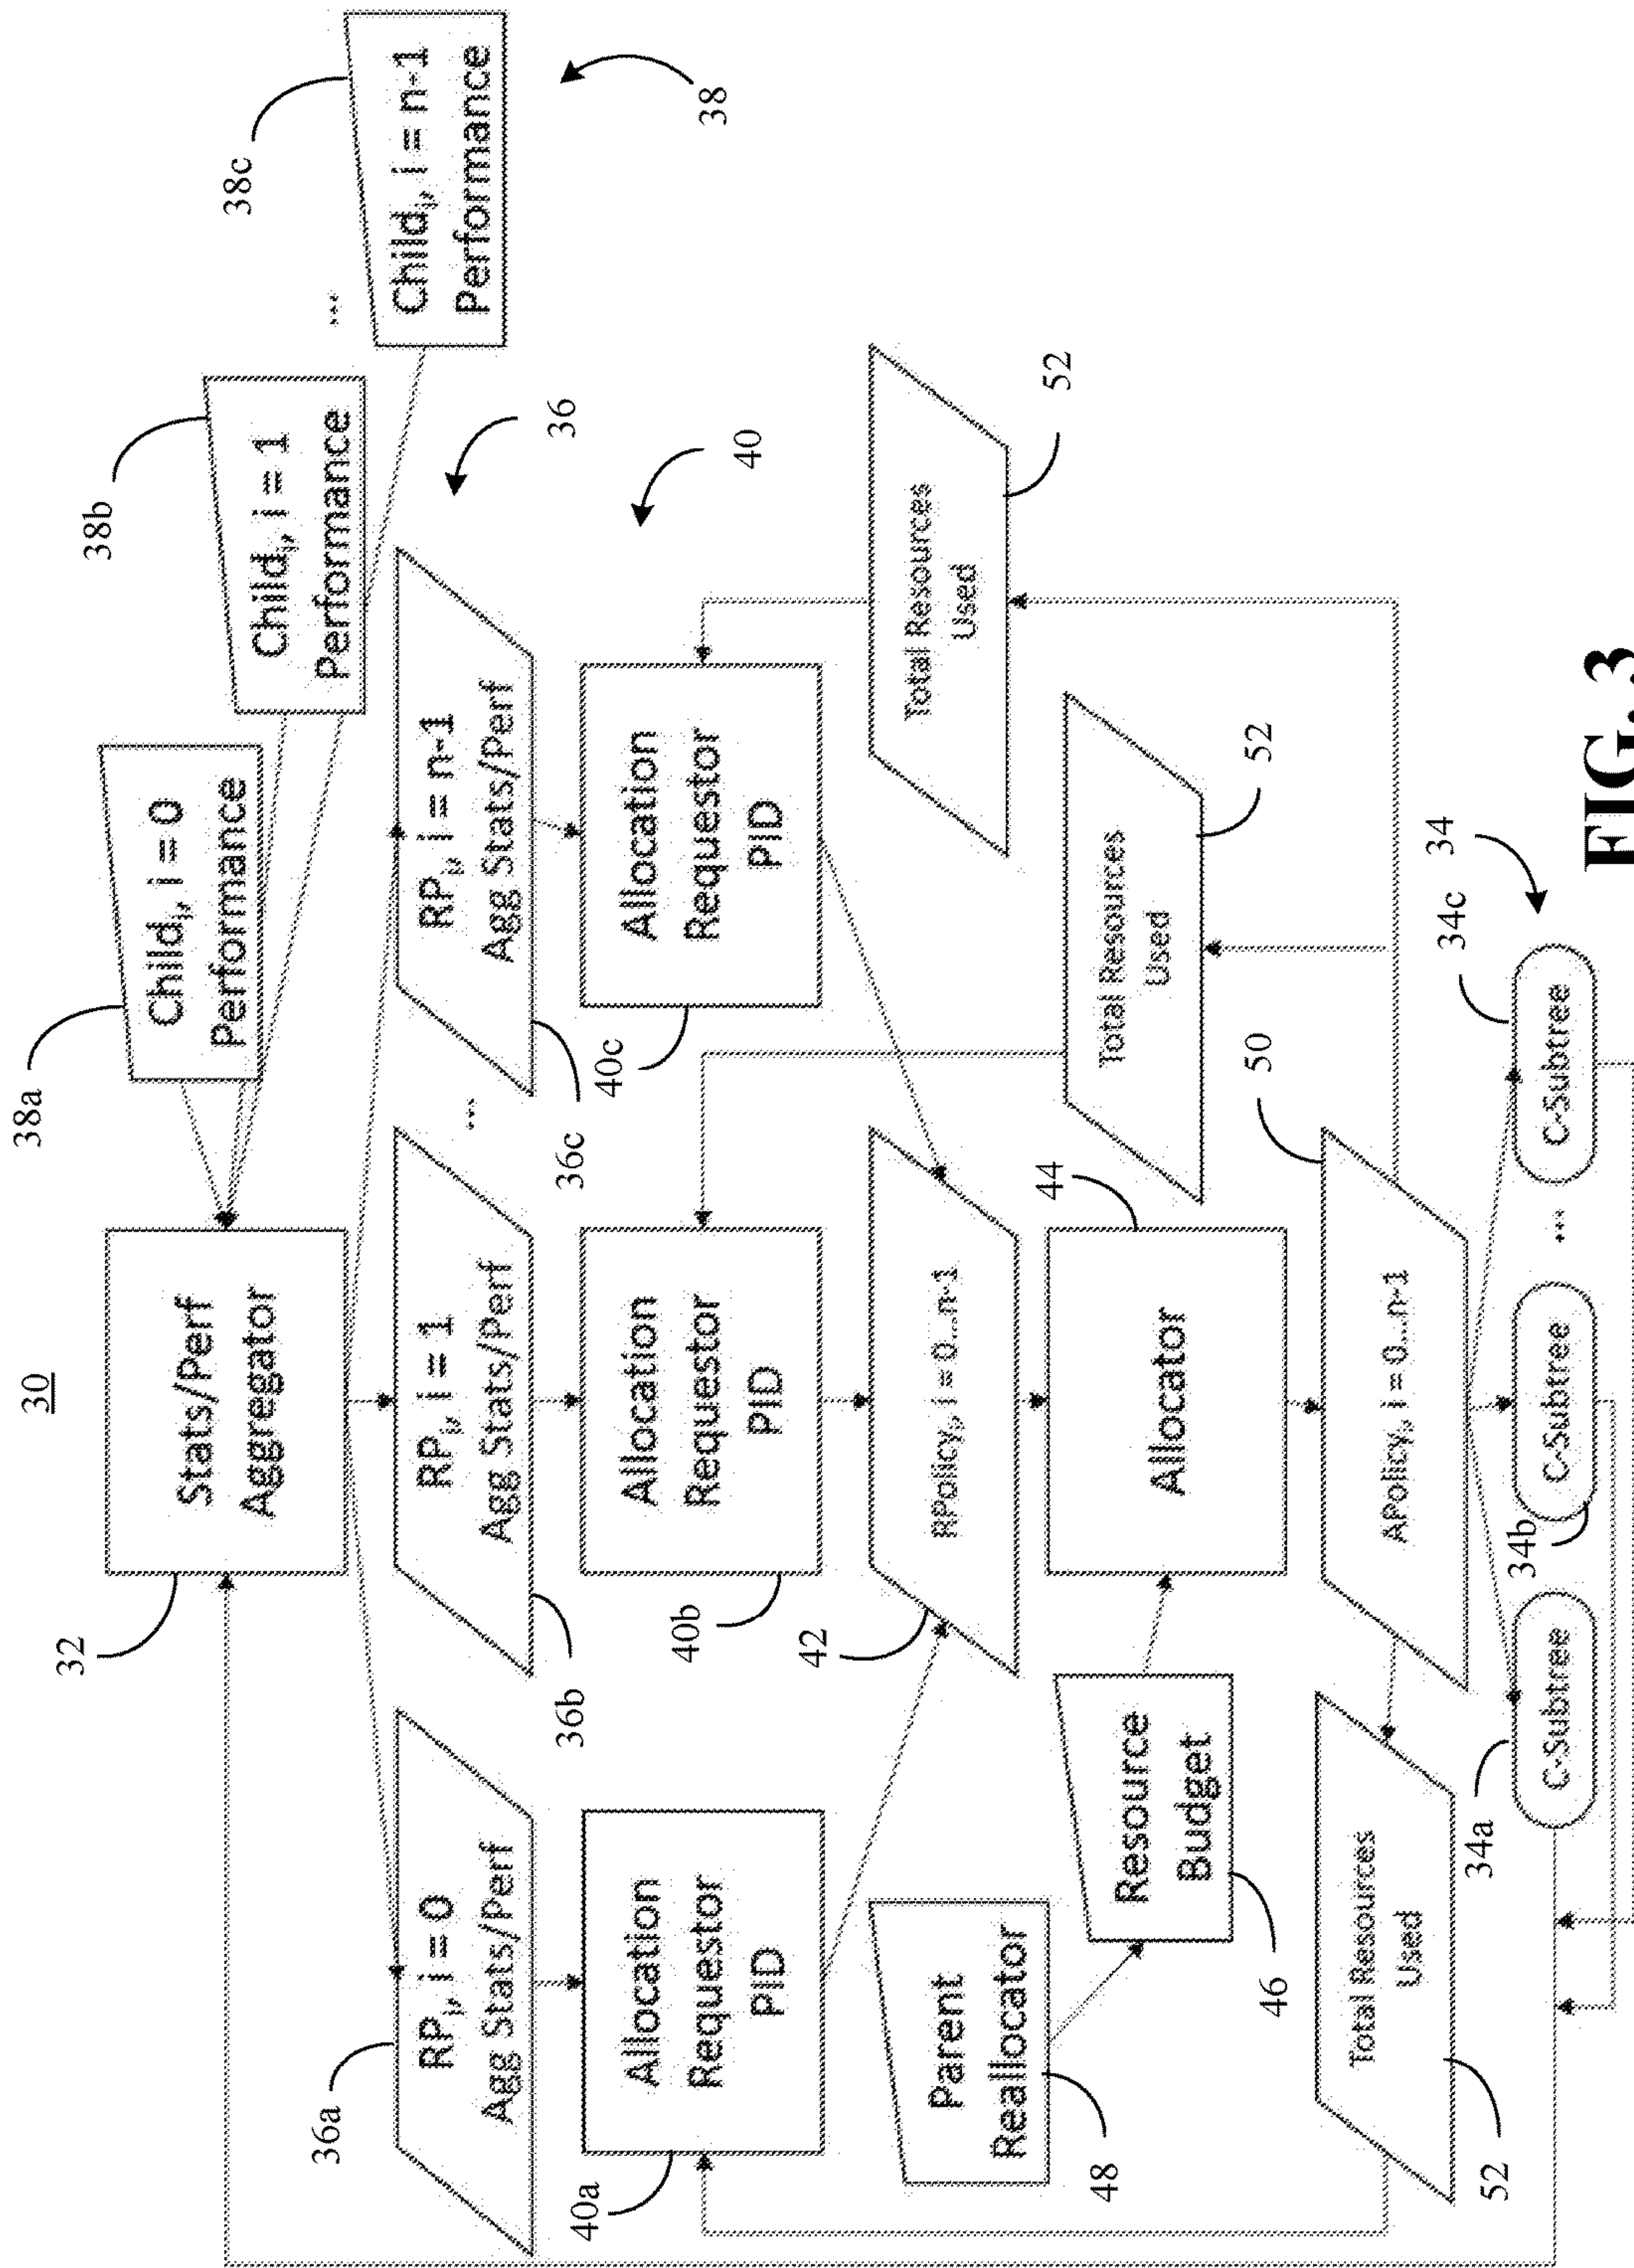 30
38a
Child i, i = 0
Performance
38b
Child i, i = 1
Performance
...
38c
Child i, i = n-1
Performance
38
32
Stats/Perf
Aggregator
36a
RP i, i = 0
Agg Stats/Perf
36b
RP i, i = 1
Agg Stats/Perf
...
36c
RP i, i = n-1
Agg Stats/Perf
36
40a
Allocation
Requestor
PID
40b
Allocation
Requestor
PID
40c
Allocation
Requestor
PID
40
42
RPolicy i, i = 0...n-1
Total Resources
Used
52
Parent
Reallocator
48
Resource
Budget
46
Allocator
44
Total Resources
Used
52
Total Resources
Used
52
APolicy i, i = 0...n-1
50
34a
C-Subtree
34b
C-Subtree
...
34c
C-Subtree
34
FIG. 3